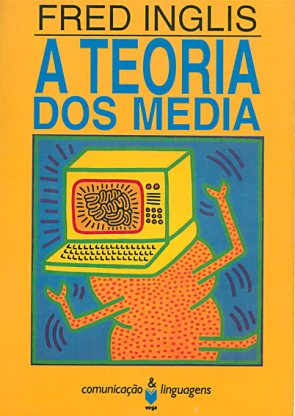 FRED INGLIS
A TEORIA
DOS MEDIA
comunicação & linguagens
vega